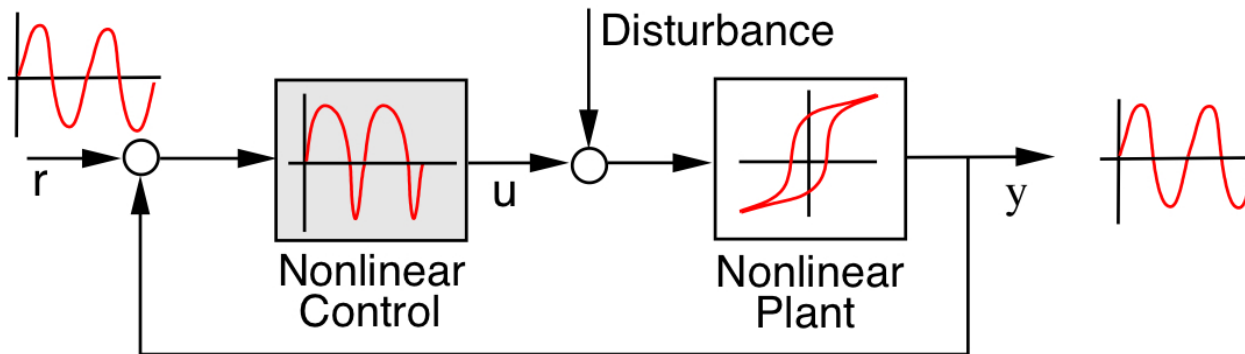 Disturbance
r
u
y
Nonlinear
Control
Nonlinear
Plant